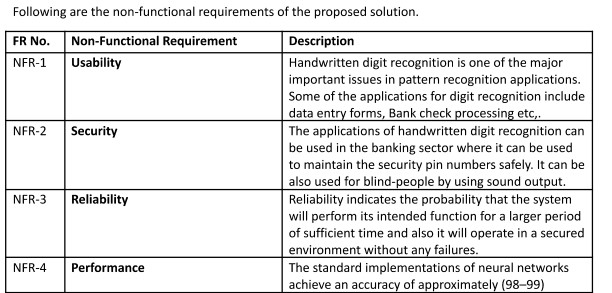 Following are the non-functional requirements of the proposed solution.
FR No. Non-Functional Requirement Description
NFR-1 Usability Handwritten digit recognition is one of the major
important issues in pattern recognition applications.
Some of the applications for digit recognition include
data entry forms, Bank check processing etc,.
NFR-2 Security The applications of handwritten digit recognition can
be used in the banking sector where it can be used
to maintain the security pin numbers safely. It can be
also used for blind-people by using sound output.
NFR-3 Reliability Reliability indicates the probability that the system
will perform its intended function for a larger period
of sufficient time and also it will operate in a secured
environment without any failures.
NFR-4 Performance The standard implementations of neural networks
achieve an accuracy of approximately (98–99)